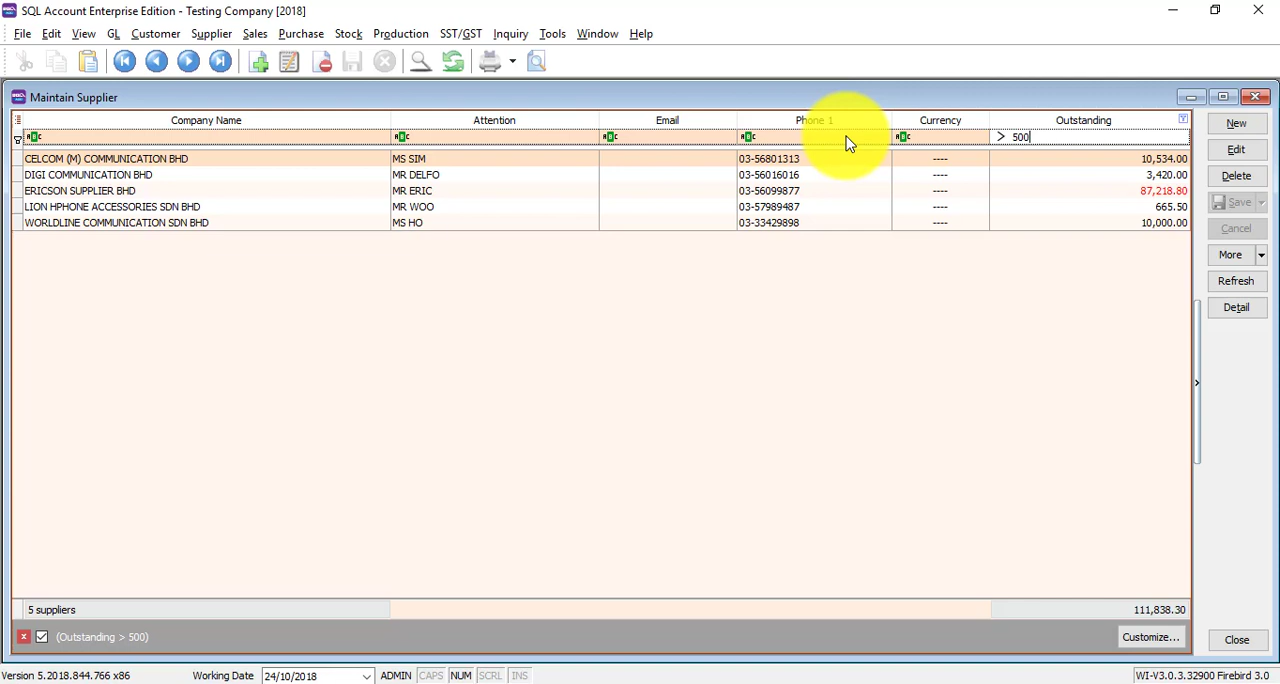 SQL Account Enterprise Edition - Testing Company [2018]
File Edit View GL Customer Supplier Sales Purchase Stock Production SST/GST Inquiry Tools Window Help
Maintain Supplier
Company Name Attention Email Phone 1 Currency Outstanding
> 500
CELCOM (M) COMMUNICATION BHD MS SIM 03-56801313 ---- 10,534.00
DIGI COMMUNICATION BHD MR DELFO 03-56016016 ---- 3,420.00
ERICSON SUPPLIER BHD MR ERIC 03-56099877 ---- 87,218.80
LION HPHONE ACCESSORIES SDN BHD MR WOO 03-57989487 ---- 665.50
WORLDLINE COMMUNICATION SDN BHD MS HO 03-33429898 ---- 10,000.00
5 suppliers 111,838.30
(Outstanding > 500) Customize...
New
Edit
Delete
Save
Cancel
More
Refresh
Detail
Close
Version 5.2018.844.766 x86 Working Date 24/10/2018 ADMIN CAPS NUM SCRL INS WI-V3.0.3.32900 Firebird 3.0